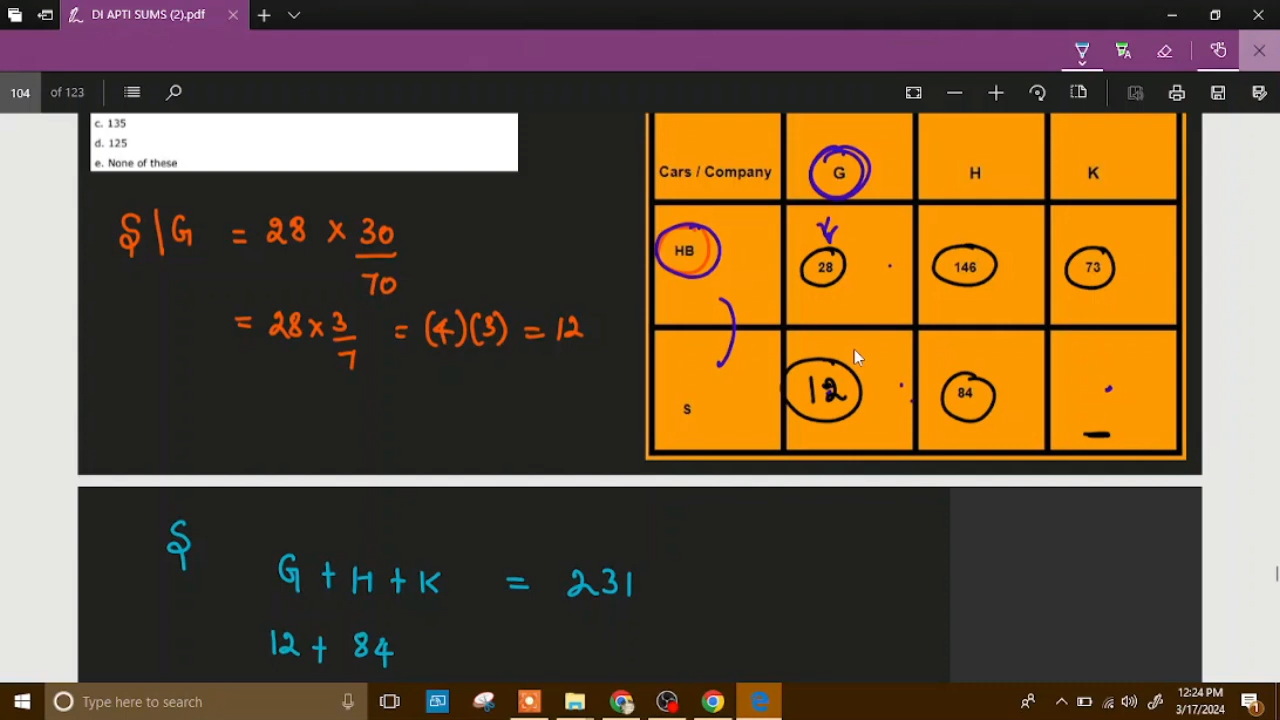 DI APTI SUMS (2).pdf
104 of 123
c. 135
d. 125
e. None of these
Cars / Company G H K
HB 28 146 73
S 12 84
S | G = 28 × 30
70
= 28 × 3 = (4)(3) = 12
7
S
G + H + K = 231
12 + 84
Type here to search
12:24 PM
3/17/2024
1